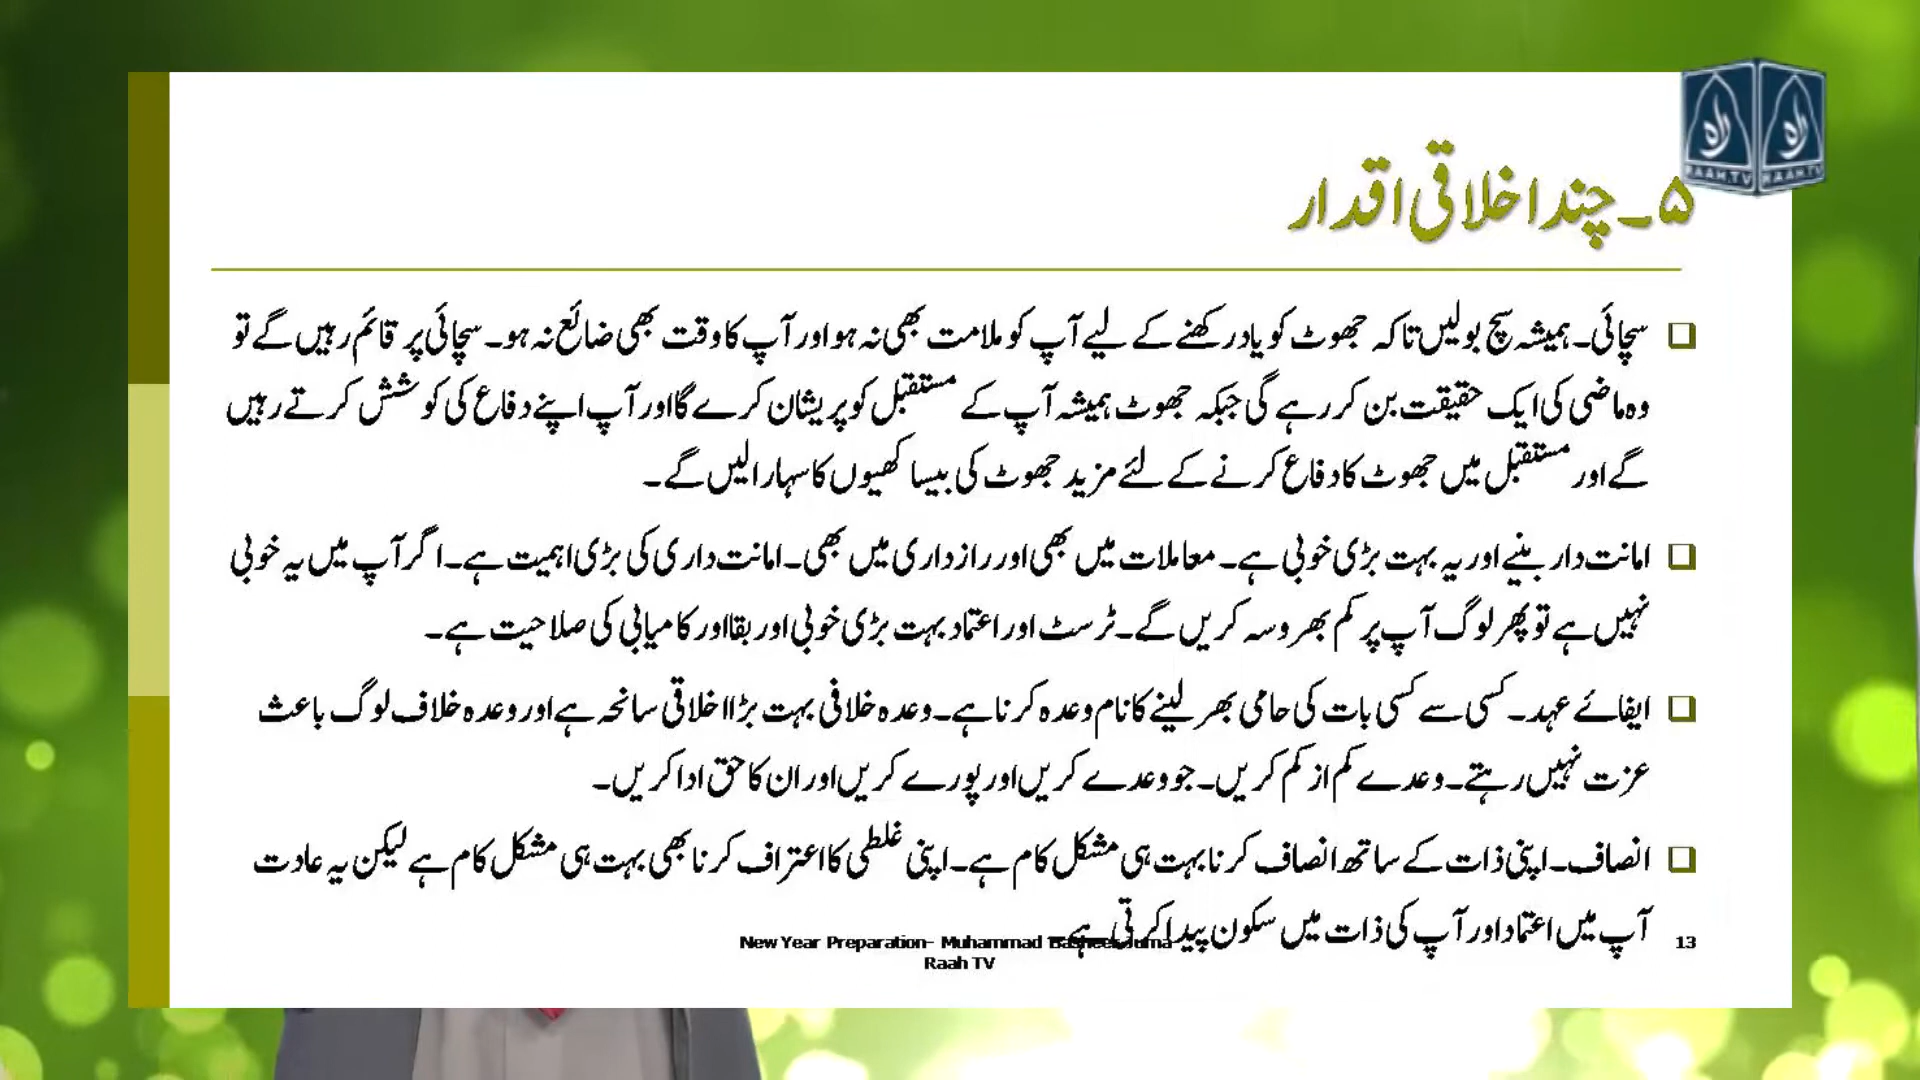 ۵۔ چند اخلاقی اقدار
سچائی۔ ہمیشہ سچ بولیں تاکہ جھوٹ کو یاد رکھنے کے لیے آپ کو ملامت بھی نہ ہو اور آپ کا وقت بھی ضائع نہ ہو۔ سچائی پر قائم رہیں گے تو
وہ ماضی کی ایک حقیقت بن کر رہے گی جبکہ جھوٹ ہمیشہ آپ کے مستقبل کو پریشان کرے گا اور آپ اپنے دفاع کی کوشش کرتے رہیں
گے اور مستقبل میں جھوٹ کا دفاع کرنے کے لئے مزید جھوٹ کی بیساکھیوں کا سہارا لیں گے۔
امانت دار بنیے اور یہ بہت بڑی خوبی ہے۔ معاملات میں بھی اور رازداری میں بھی۔ امانت داری کی بڑی اہمیت ہے۔ اگر آپ میں یہ خوبی
نہیں ہے تو پھر لوگ آپ پر کم بھروسہ کریں گے۔ ٹرسٹ اور اعتماد بہت بڑی خوبی اور بقا اور کامیابی کی صلاحیت ہے۔
ایفائے عہد۔ کسی سے کسی بات کی حامی بھر لینے کا نام وعدہ کرنا ہے۔ وعدہ خلافی بہت بڑا اخلاقی سانحہ ہے اور وعدہ خلاف لوگ باعث
عزت نہیں رہتے۔ وعدے کم از کم کریں۔ جو وعدے کریں اور پورے کریں اور ان کا حق ادا کریں۔
انصاف۔ اپنی ذات کے ساتھ انصاف کرنا بہت ہی مشکل کام ہے۔ اپنی غلطی کا اعتراف کرنا بھی بہت ہی مشکل کام ہے لیکن یہ عادت
آپ میں اعتماد اور آپ کی ذات میں سکون پیدا کرتی ہے۔
New Year Preparation- Muhammad Basheer Juma
Raah TV
13
راہ راہ
RAAH.TV RAAH.TV